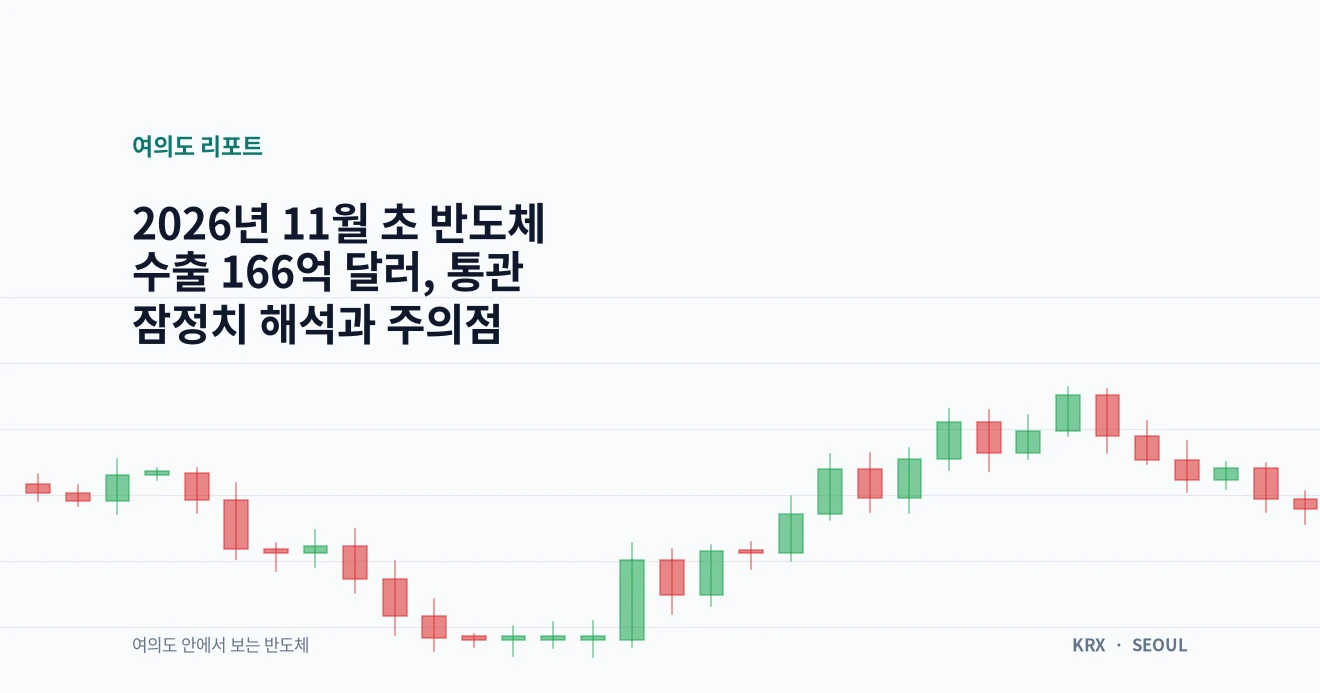 여의도 리포트
2026년 11월 초 반도체
수출 166억 달러, 통관
잠정치 해석과 주의점
여의도 안에서 보는 반도체
KRX · SEOUL